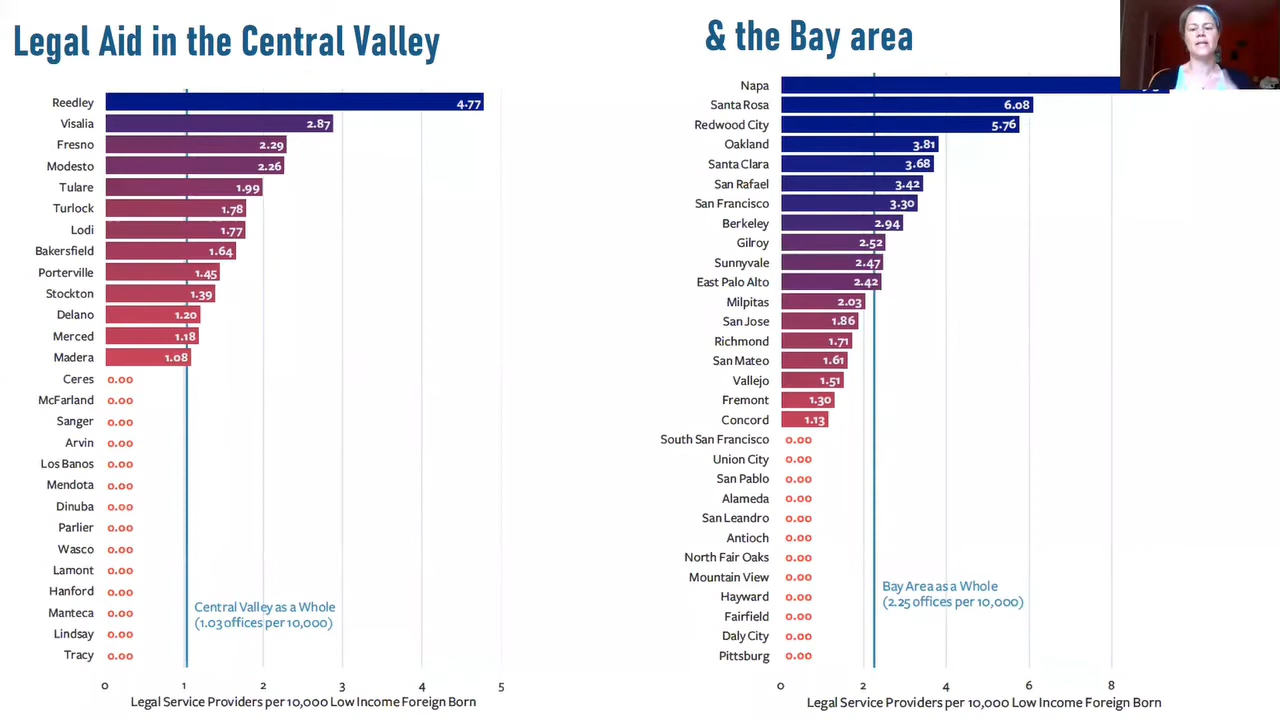 Legal Aid in the Central Valley
& the Bay area
Reedley 4.77
Visalia 2.87
Fresno 2.29
Modesto 2.26
Tulare 1.99
Turlock 1.78
Lodi 1.77
Bakersfield 1.64
Porterville 1.45
Stockton 1.39
Delano 1.20
Merced 1.18
Madera 1.08
Ceres 0.00
McFarland 0.00
Sanger 0.00
Arvin 0.00
Los Banos 0.00
Mendota 0.00
Dinuba 0.00
Parlier 0.00
Wasco 0.00
Lamont 0.00
Hanford 0.00
Manteca 0.00
Lindsay 0.00
Tracy 0.00
Central Valley as a Whole
(1.03 offices per 10,000)
0 1 2 3 4 5
Legal Service Providers per 10,000 Low Income Foreign Born
Napa
Santa Rosa 6.08
Redwood City 5.76
Oakland 3.81
Santa Clara 3.68
San Rafael 3.42
San Francisco 3.30
Berkeley 2.94
Gilroy 2.52
Sunnyvale 2.47
East Palo Alto 2.42
Milpitas 2.03
San Jose 1.86
Richmond 1.71
San Mateo 1.61
Vallejo 1.51
Fremont 1.30
Concord 1.13
South San Francisco 0.00
Union City 0.00
San Pablo 0.00
Alameda 0.00
San Leandro 0.00
Antioch 0.00
North Fair Oaks 0.00
Mountain View 0.00
Hayward 0.00
Fairfield 0.00
Daly City 0.00
Pittsburg 0.00
Bay Area as a Whole
(2.25 offices per 10,000)
0 2 4 6 8
Legal Service Providers per 10,000 Low Income Foreign Born